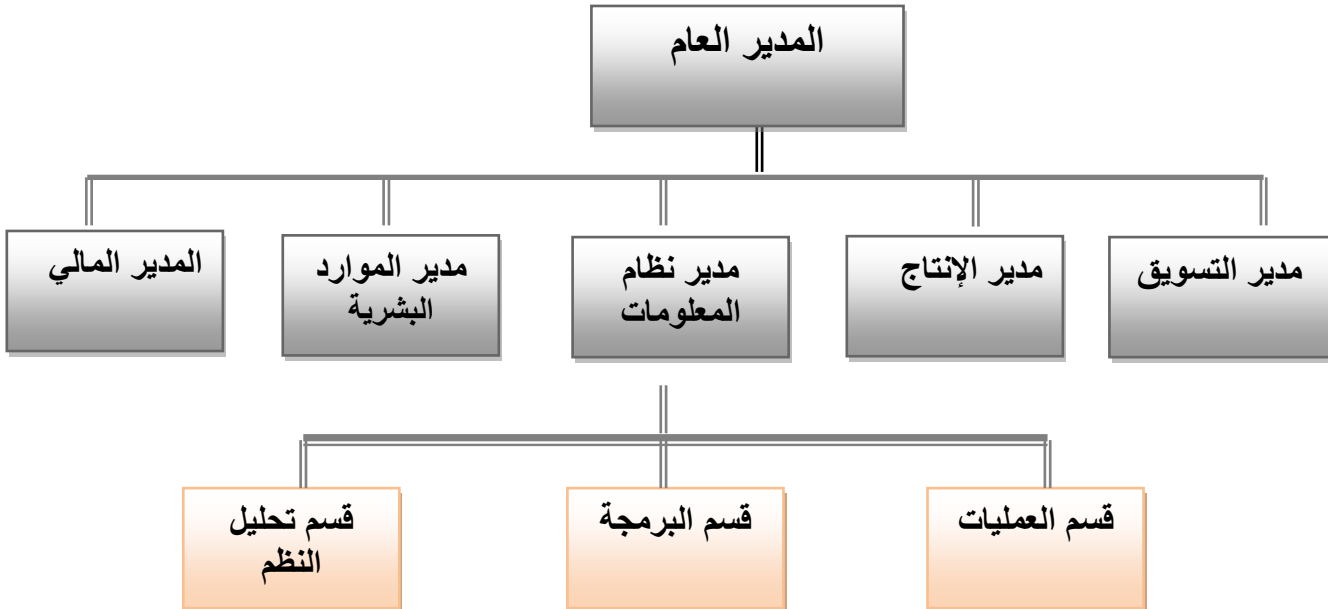 المدير العام
مدير التسويق
مدير الإنتاج
مدير نظام
المعلومات
مدير الموارد
البشرية
المدير المالي
قسم العمليات
قسم البرمجة
قسم تحليل
النظم